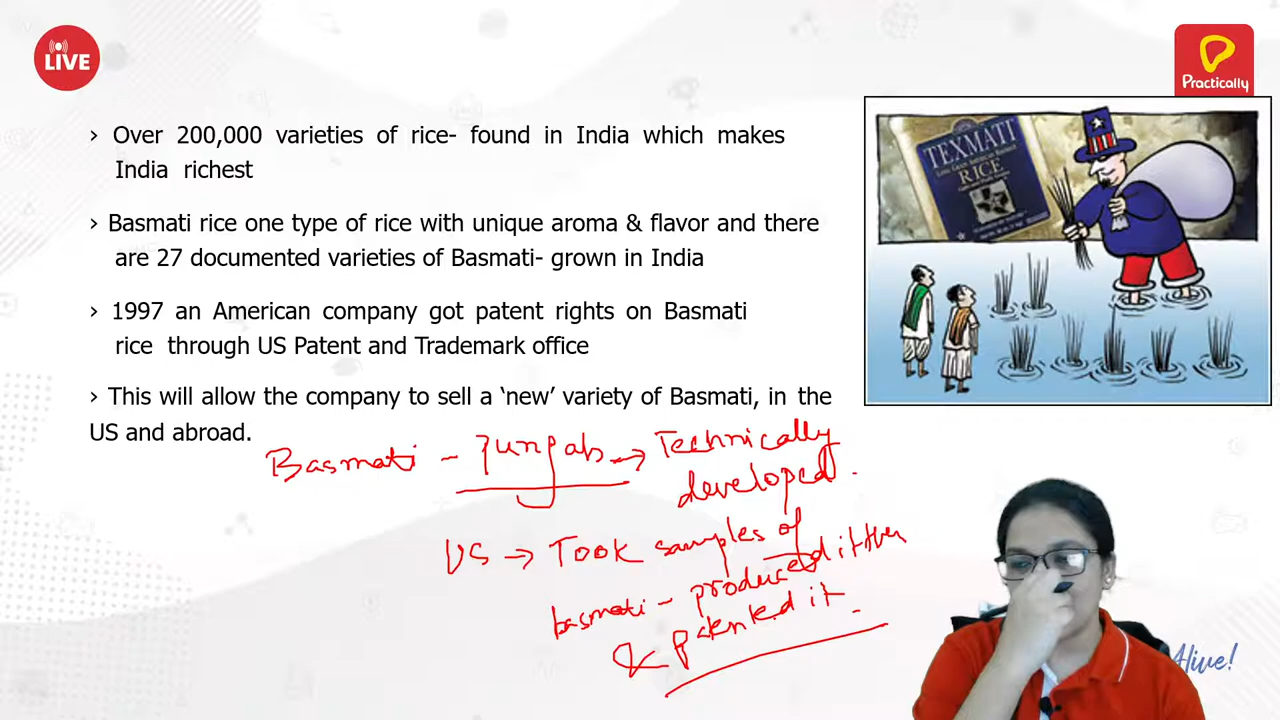 LIVE
Practically
› Over 200,000 varieties of rice- found in India which makes
India richest
› Basmati rice one type of rice with unique aroma & flavor and there
are 27 documented varieties of Basmati- grown in India
› 1997 an American company got patent rights on Basmati
rice through US Patent and Trademark office
› This will allow the company to sell a ‘new’ variety of Basmati, in the
US and abroad.
TEXMATI
LONG GRAIN AMERICAN BASMATI
RICE
Basmati - Punjab → Technically
developed.
US → Took samples of
basmati - produced it
& patented it.
Alive!